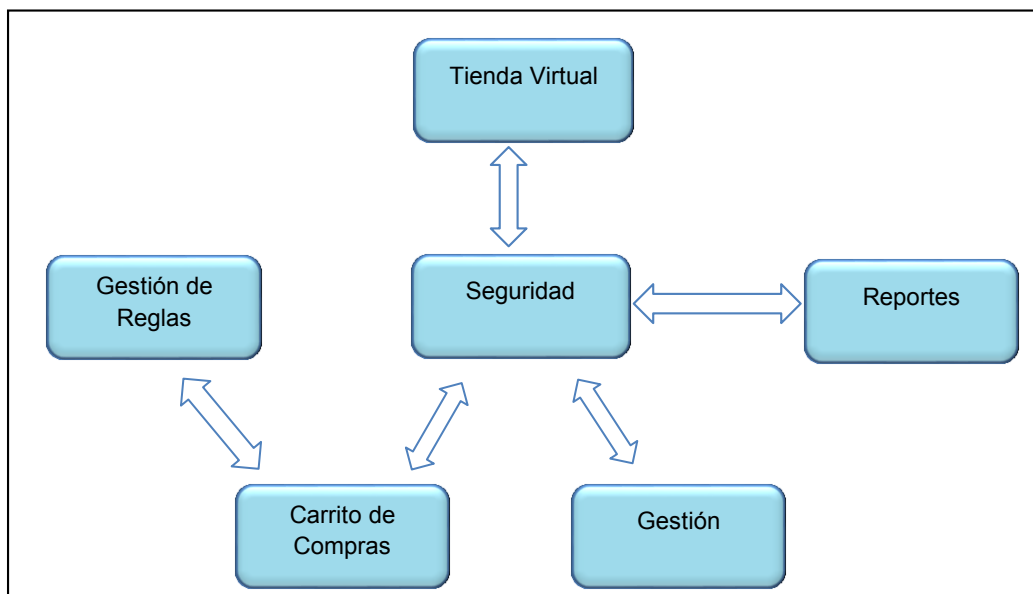 Tienda Virtual
Gestión de
Reglas
Seguridad
Reportes
Carrito de
Compras
Gestión